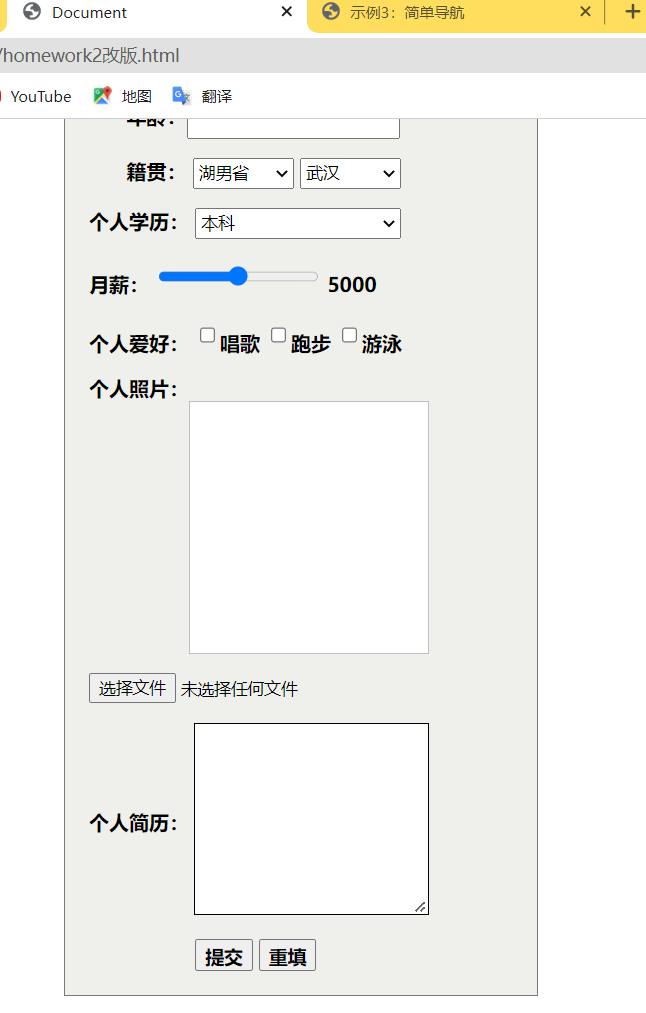 Document 示例3：简单导航
/homework2改版.html
YouTube 地图 翻译
年龄：
籍贯： 湖男省 武汉
个人学历： 本科
月薪： 5000
个人爱好： 唱歌 跑步 游泳
个人照片：
选择文件 未选择任何文件
个人简历：
提交 重填